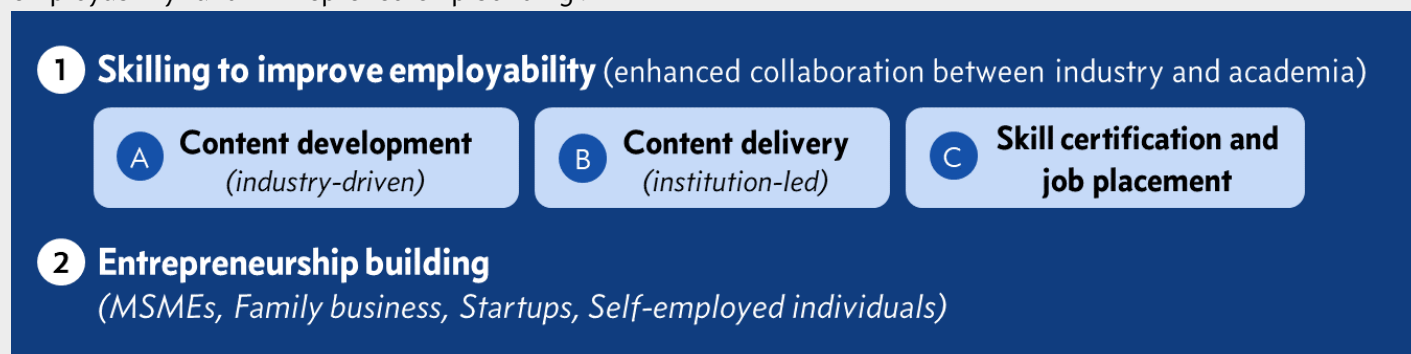 1 Skilling to improve employability (enhanced collaboration between industry and academia)
A Content development
(industry-driven)
B Content delivery
(institution-led)
C Skill certification and
job placement
2 Entrepreneurship building
(MSMEs, Family business, Startups, Self-employed individuals)